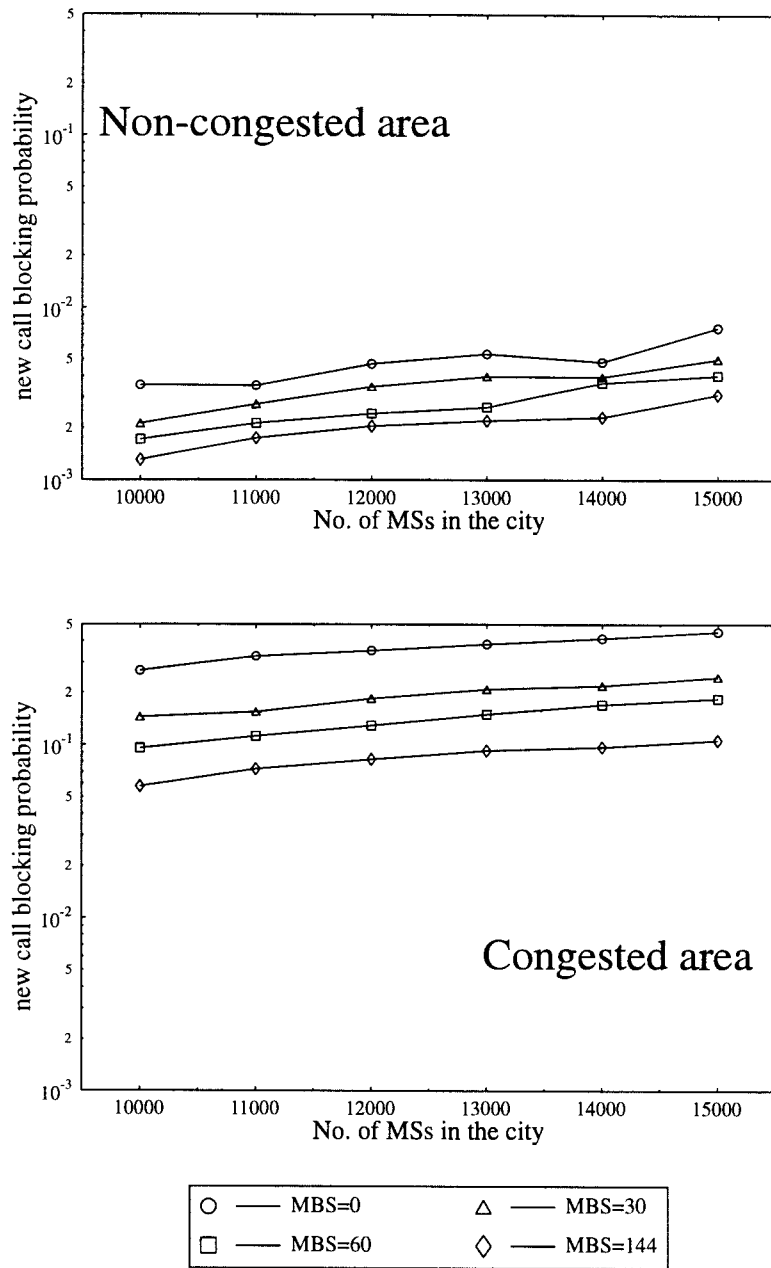 5
Non-congested area
10-1
5
2
10-2
5
2
10-3
new call blocking probability
10000 11000 12000 13000 14000 15000
No. of MSs in the city
5
2
10-1
5
2
10-2
5
2
10-3
new call blocking probability
Congested area
10000 11000 12000 13000 14000 15000
No. of MSs in the city
MBS=0 MBS=30
MBS=60 MBS=144